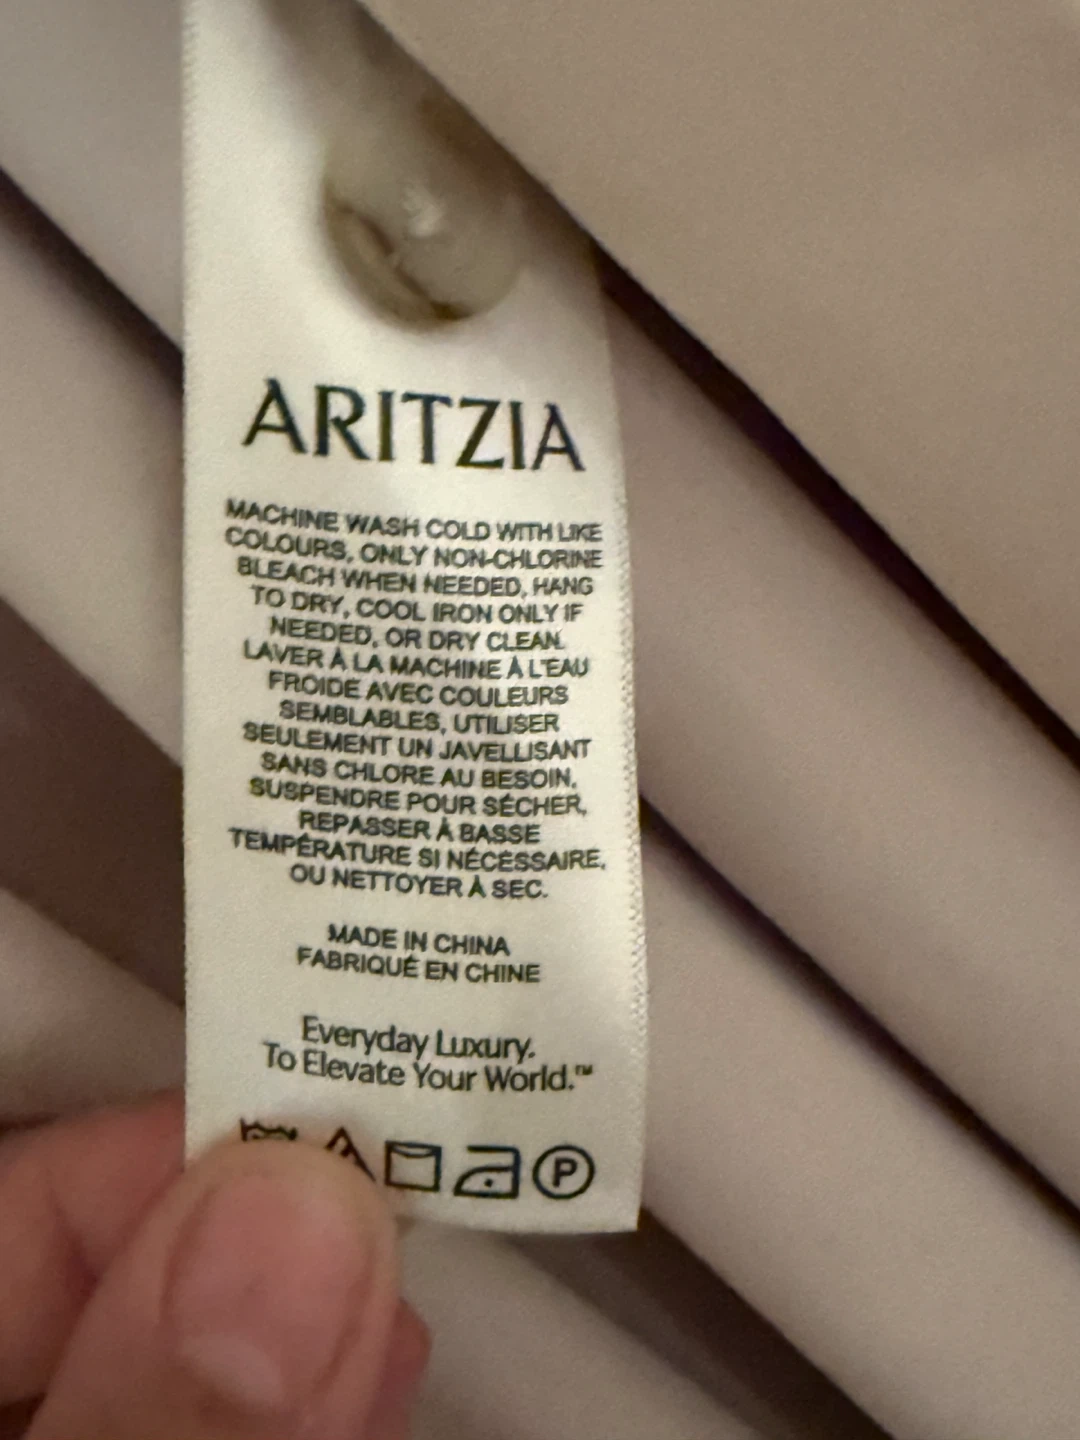 ARITZIA
MACHINE WASH COLD WITH LIKE
COLOURS, ONLY NON-CHLORINE
BLEACH WHEN NEEDED, HANG
TO DRY, COOL IRON ONLY IF
NEEDED, OR DRY CLEAN.
LAVER À LA MACHINE À L'EAU
FROIDE AVEC COULEURS
SEMBLABLES, UTILISER
SEULEMENT UN JAVELLISANT
SANS CHLORE AU BESOIN,
SUSPENDRE POUR SÉCHER,
REPASSER À BASSE
TEMPÉRATURE SI NÉCESSAIRE,
OU NETTOYER À SEC.
MADE IN CHINA
FABRIQUÉ EN CHINE
Everyday Luxury.
To Elevate Your World.™
P